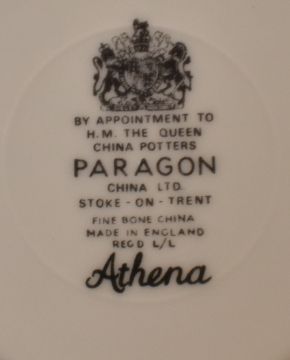 BY APPOINTMENT TO
H.M. THE QUEEN
CHINA POTTERS
PARAGON
CHINA LTD.
STOKE - ON - TRENT
FINE BONE CHINA
MADE IN ENGLAND
REGD L/L
Athena